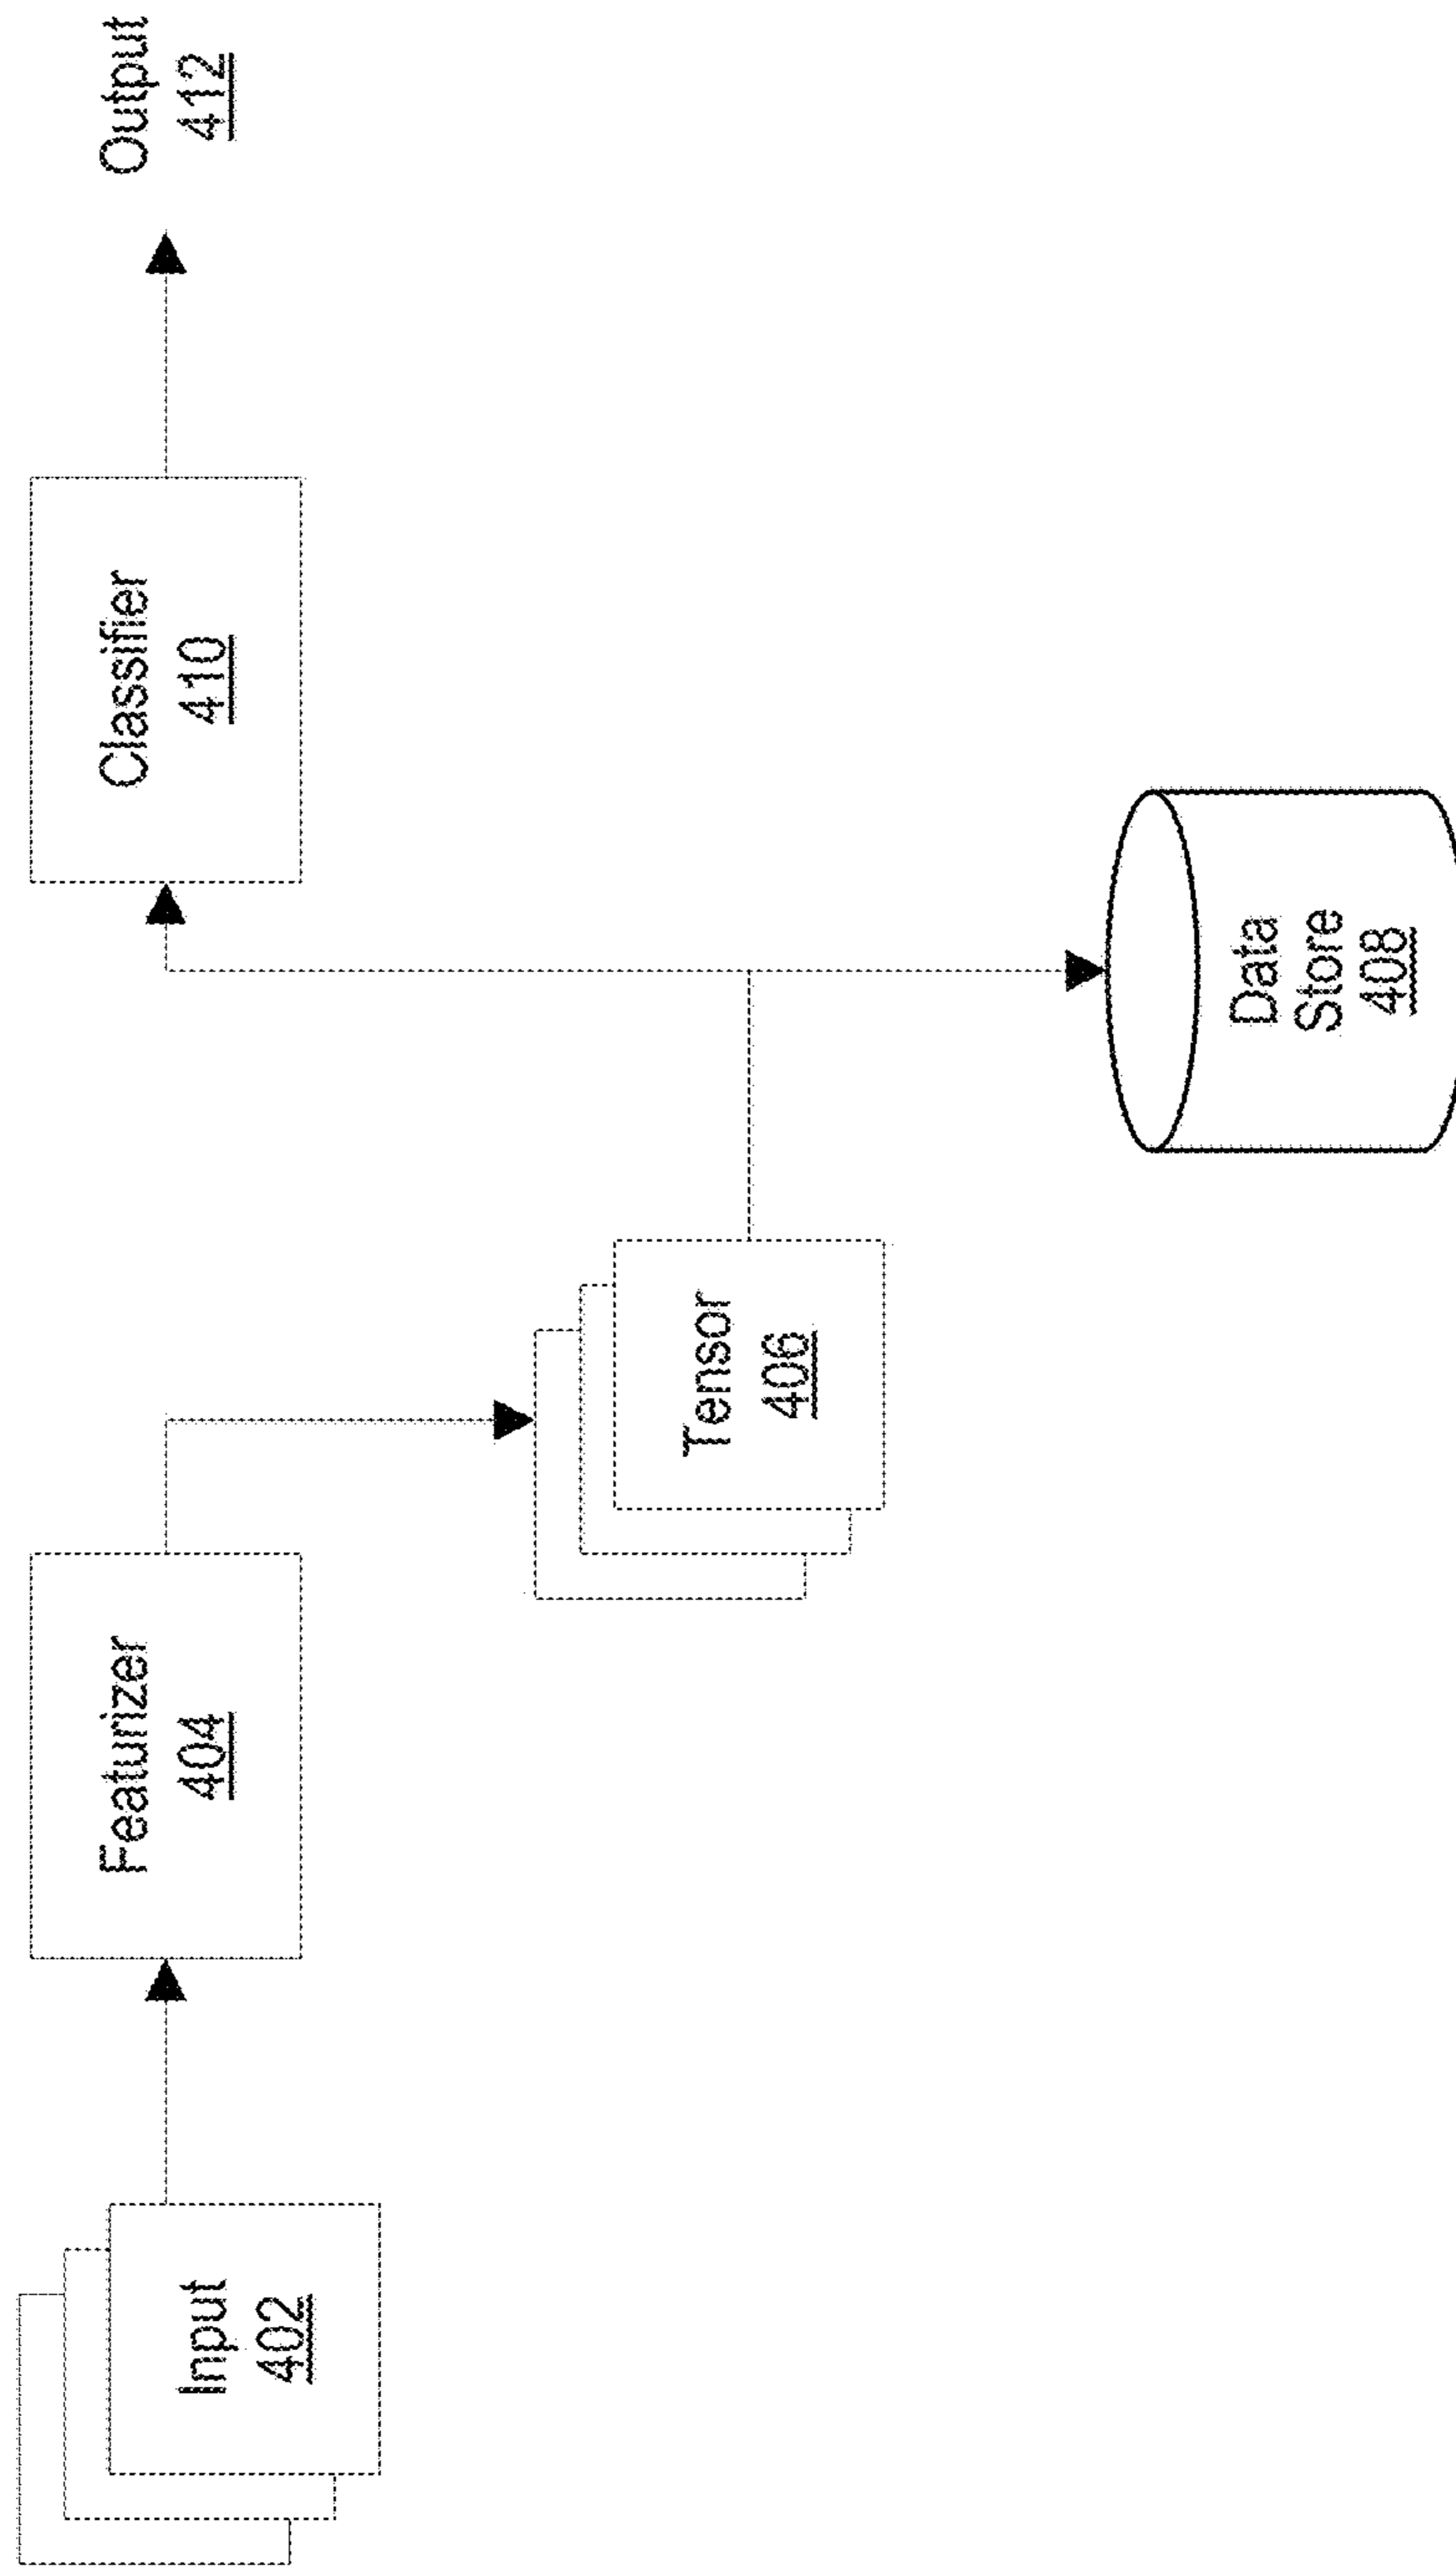 Input
402
Featurizer
404
Tensor
406
Data
Store
408
Classifier
410
Output
412